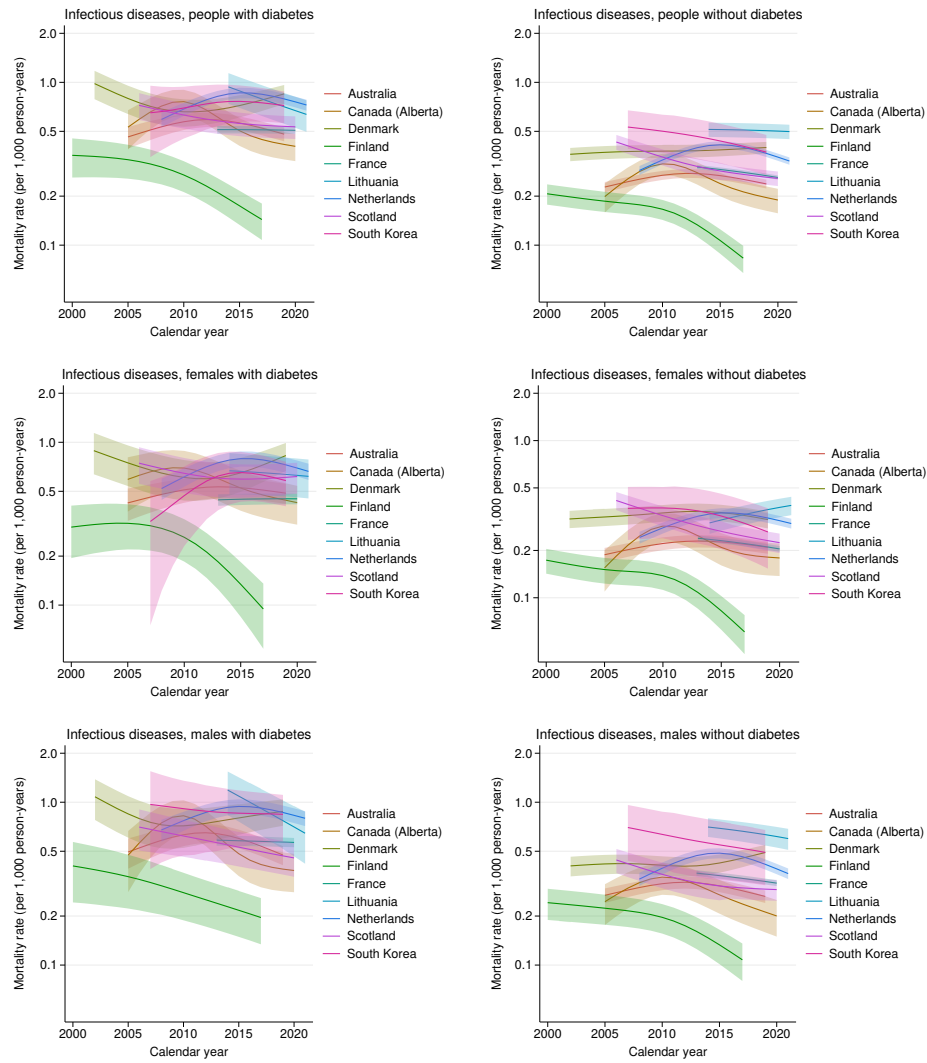 Infectious diseases, people with diabetes
Mortality rate (per 1,000 person-years)
2.0
1.0
0.5
0.2
0.1
2000 2005 2010 2015 2020
Calendar year
Australia
Canada (Alberta)
Denmark
Finland
France
Lithuania
Netherlands
Scotland
South Korea
Infectious diseases, people without diabetes
Mortality rate (per 1,000 person-years)
2.0
1.0
0.5
0.2
0.1
2000 2005 2010 2015 2020
Calendar year
Australia
Canada (Alberta)
Denmark
Finland
France
Lithuania
Netherlands
Scotland
South Korea
Infectious diseases, females with diabetes
Mortality rate (per 1,000 person-years)
2.0
1.0
0.5
0.2
0.1
2000 2005 2010 2015 2020
Calendar year
Australia
Canada (Alberta)
Denmark
Finland
France
Lithuania
Netherlands
Scotland
South Korea
Infectious diseases, females without diabetes
Mortality rate (per 1,000 person-years)
2.0
1.0
0.5
0.2
0.1
2000 2005 2010 2015 2020
Calendar year
Australia
Canada (Alberta)
Denmark
Finland
France
Lithuania
Netherlands
Scotland
South Korea
Infectious diseases, males with diabetes
Mortality rate (per 1,000 person-years)
2.0
1.0
0.5
0.2
0.1
2000 2005 2010 2015 2020
Calendar year
Australia
Canada (Alberta)
Denmark
Finland
France
Lithuania
Netherlands
Scotland
South Korea
Infectious diseases, males without diabetes
Mortality rate (per 1,000 person-years)
2.0
1.0
0.5
0.2
0.1
2000 2005 2010 2015 2020
Calendar year
Australia
Canada (Alberta)
Denmark
Finland
France
Lithuania
Netherlands
Scotland
South Korea